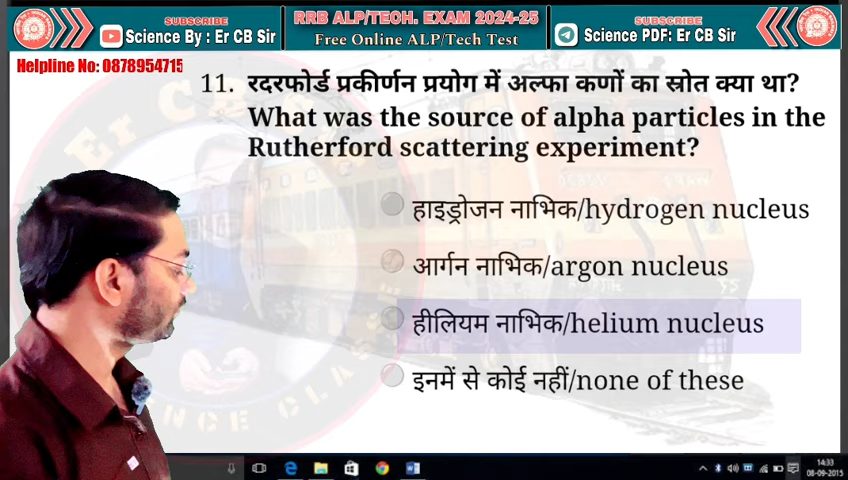 SUBSCRIBE
Science By : Er CB Sir
RRB ALP/TECH. EXAM 2024-25
Free Online ALP/Tech Test
SUBSCRIBE
Science PDF: Er CB Sir
Helpline No: 0878954715
11. रदरफोर्ड प्रकीर्णन प्रयोग में अल्फा कणों का स्रोत क्या था?
What was the source of alpha particles in the
Rutherford scattering experiment?
हाइड्रोजन नाभिक/hydrogen nucleus
आर्गन नाभिक/argon nucleus
हीलियम नाभिक/helium nucleus
इनमें से कोई नहीं/none of these
14:33
08-09-2015